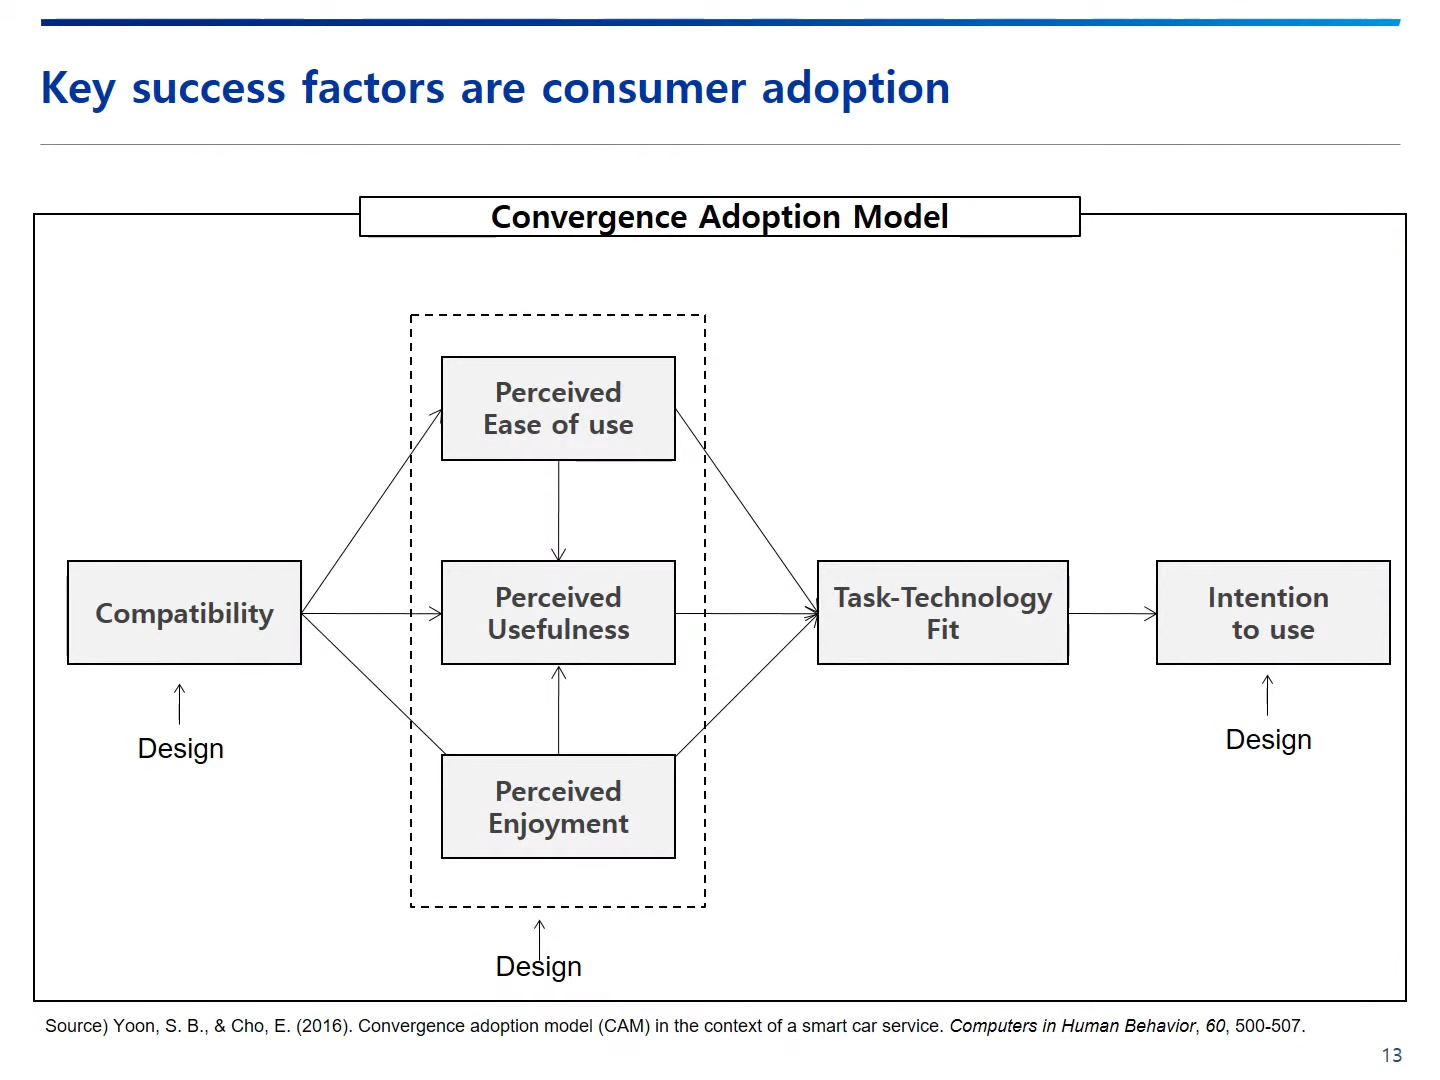 Key success factors are consumer adoption
Convergence Adoption Model
Perceived
Ease of use
Compatibility
Perceived
Usefulness
Task-Technology
Fit
Intention
to use
Design
Design
Perceived
Enjoyment
Design
Source) Yoon, S. B., & Cho, E. (2016). Convergence adoption model (CAM) in the context of a smart car service. Computers in Human Behavior, 60, 500-507.
13